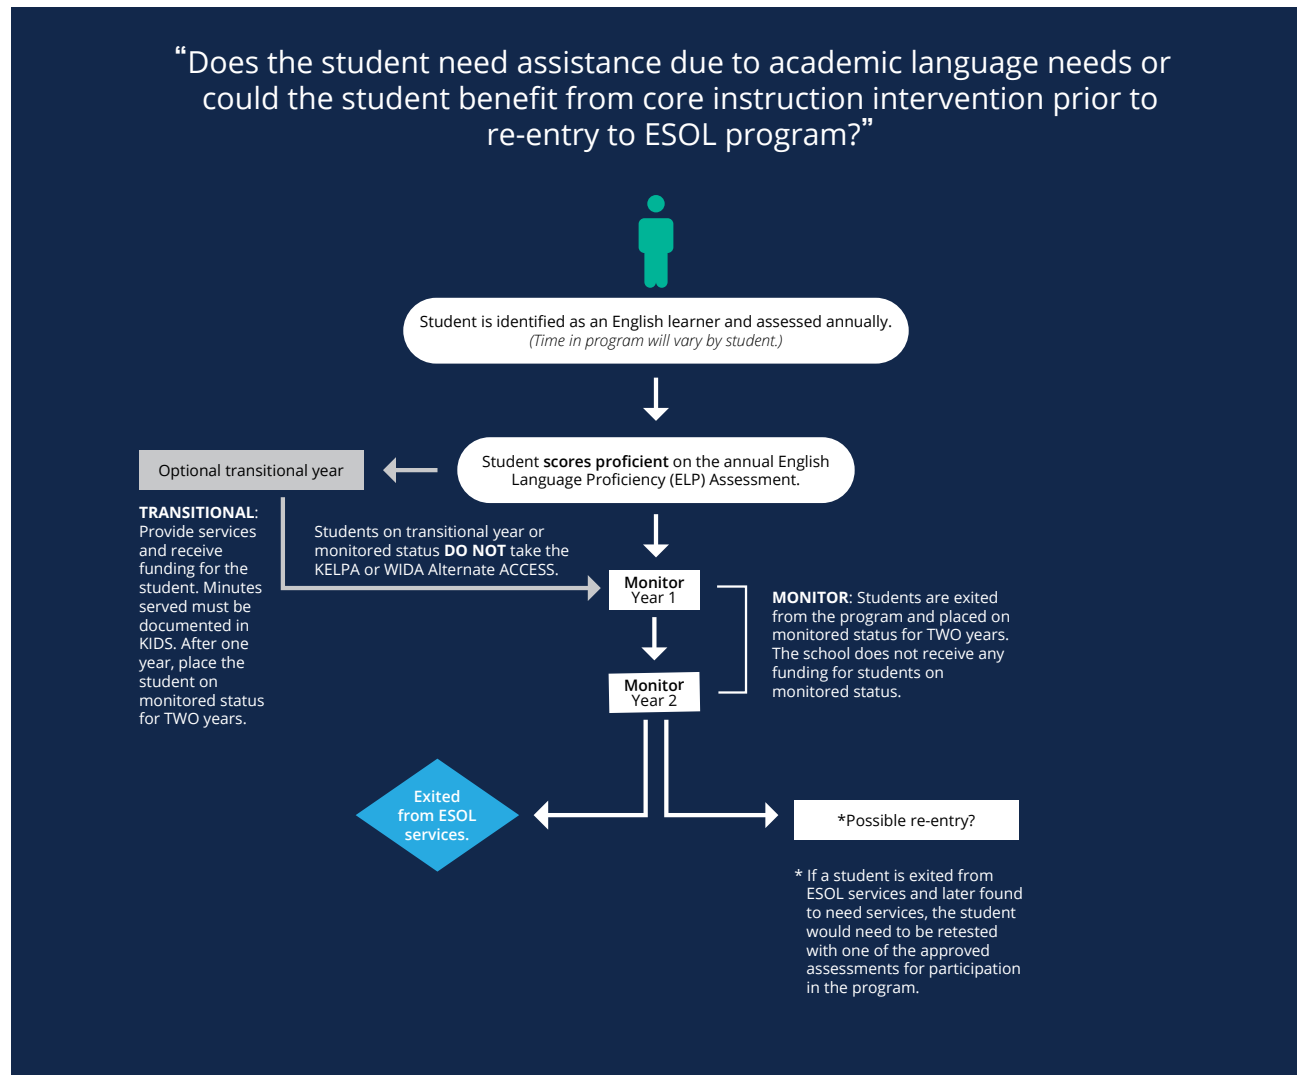 “Does the student need assistance due to academic language needs or
could the student benefit from core instruction intervention prior to
re-entry to ESOL program?”
Student is identified as an English learner and assessed annually.
(Time in program will vary by student.)
Student scores proficient on the annual English
Language Proficiency (ELP) Assessment.
Optional transitional year
TRANSITIONAL:
Provide services
and receive
funding for the
student. Minutes
served must be
documented in
KIDS. After one
year, place the
student on
monitored status
for TWO years.
Students on transitional year or
monitored status DO NOT take the
KELPA or WIDA Alternate ACCESS.
Monitor
Year 1
MONITOR: Students are exited
from the program and placed on
monitored status for TWO years.
The school does not receive any
funding for students on
monitored status.
Monitor
Year 2
Exited
from ESOL
services.
*Possible re-entry?
* If a student is exited from
ESOL services and later found
to need services, the student
would need to be retested
with one of the approved
assessments for participation
in the program.